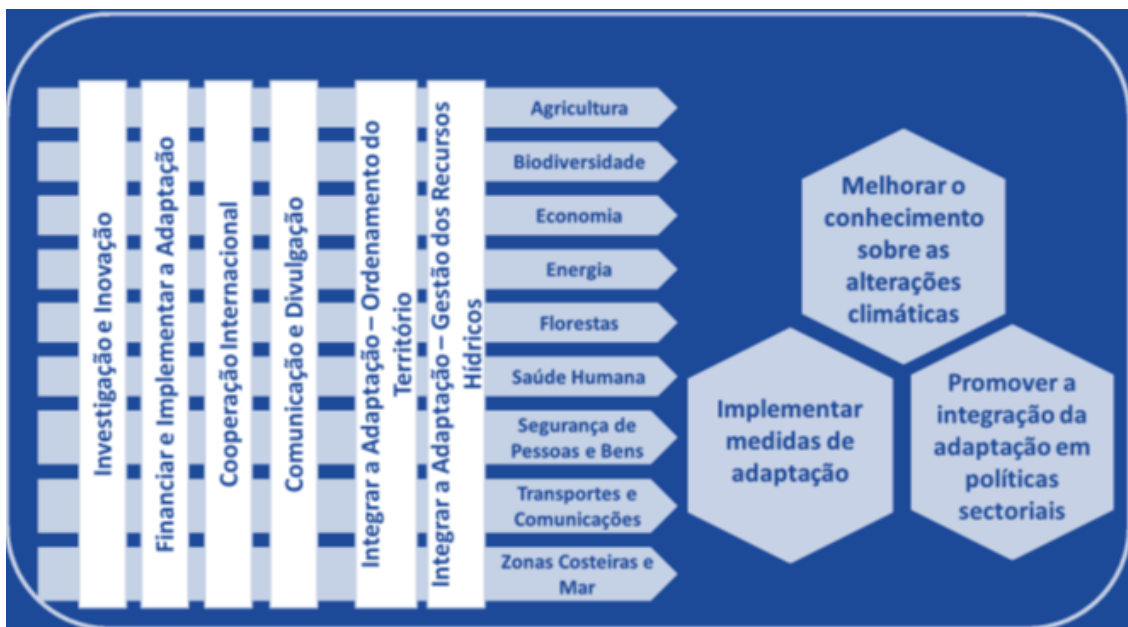 Investigação e Inovação
Financiar e Implementar a Adaptação
Cooperação Internacional
Comunicação e Divulgação
Integrar a Adaptação – Ordenamento do
Território
Integrar a Adaptação – Gestão dos Recursos
Hídricos
Agricultura
Biodiversidade
Economia
Energia
Florestas
Saúde Humana
Segurança de
Pessoas e Bens
Transportes e
Comunicações
Zonas Costeiras e
Mar
Melhorar o
conhecimento
sobre as
alterações
climáticas
Implementar
medidas de
adaptação
Promover a
integração da
adaptação em
políticas
sectoriais